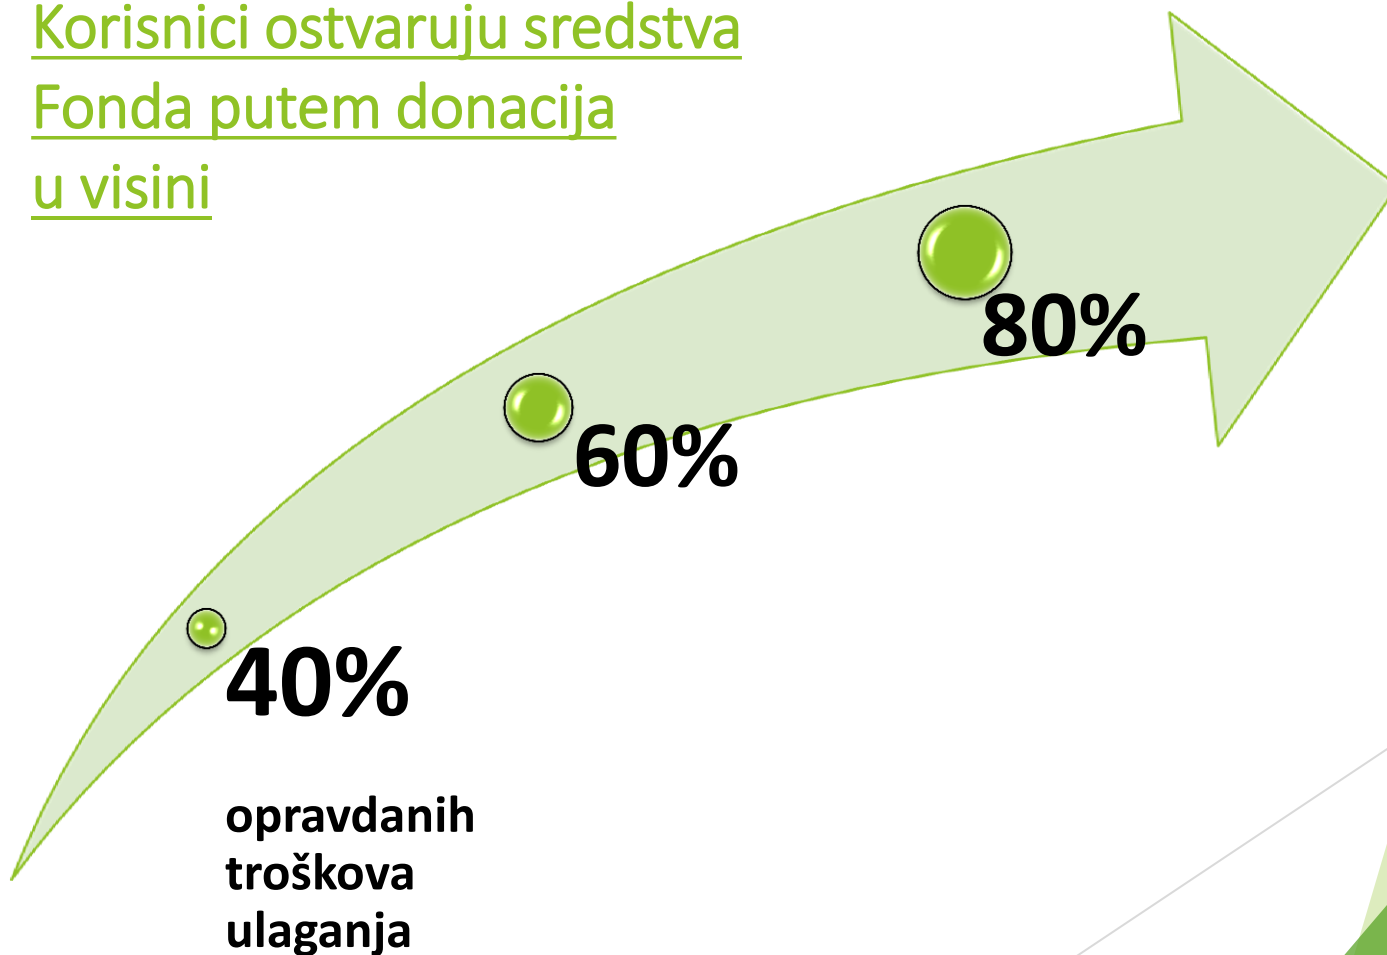 Korisnici ostvaruju sredstva
Fonda putem donacija
u visini
80%
60%
40%
opravdanih
troškova
ulaganja